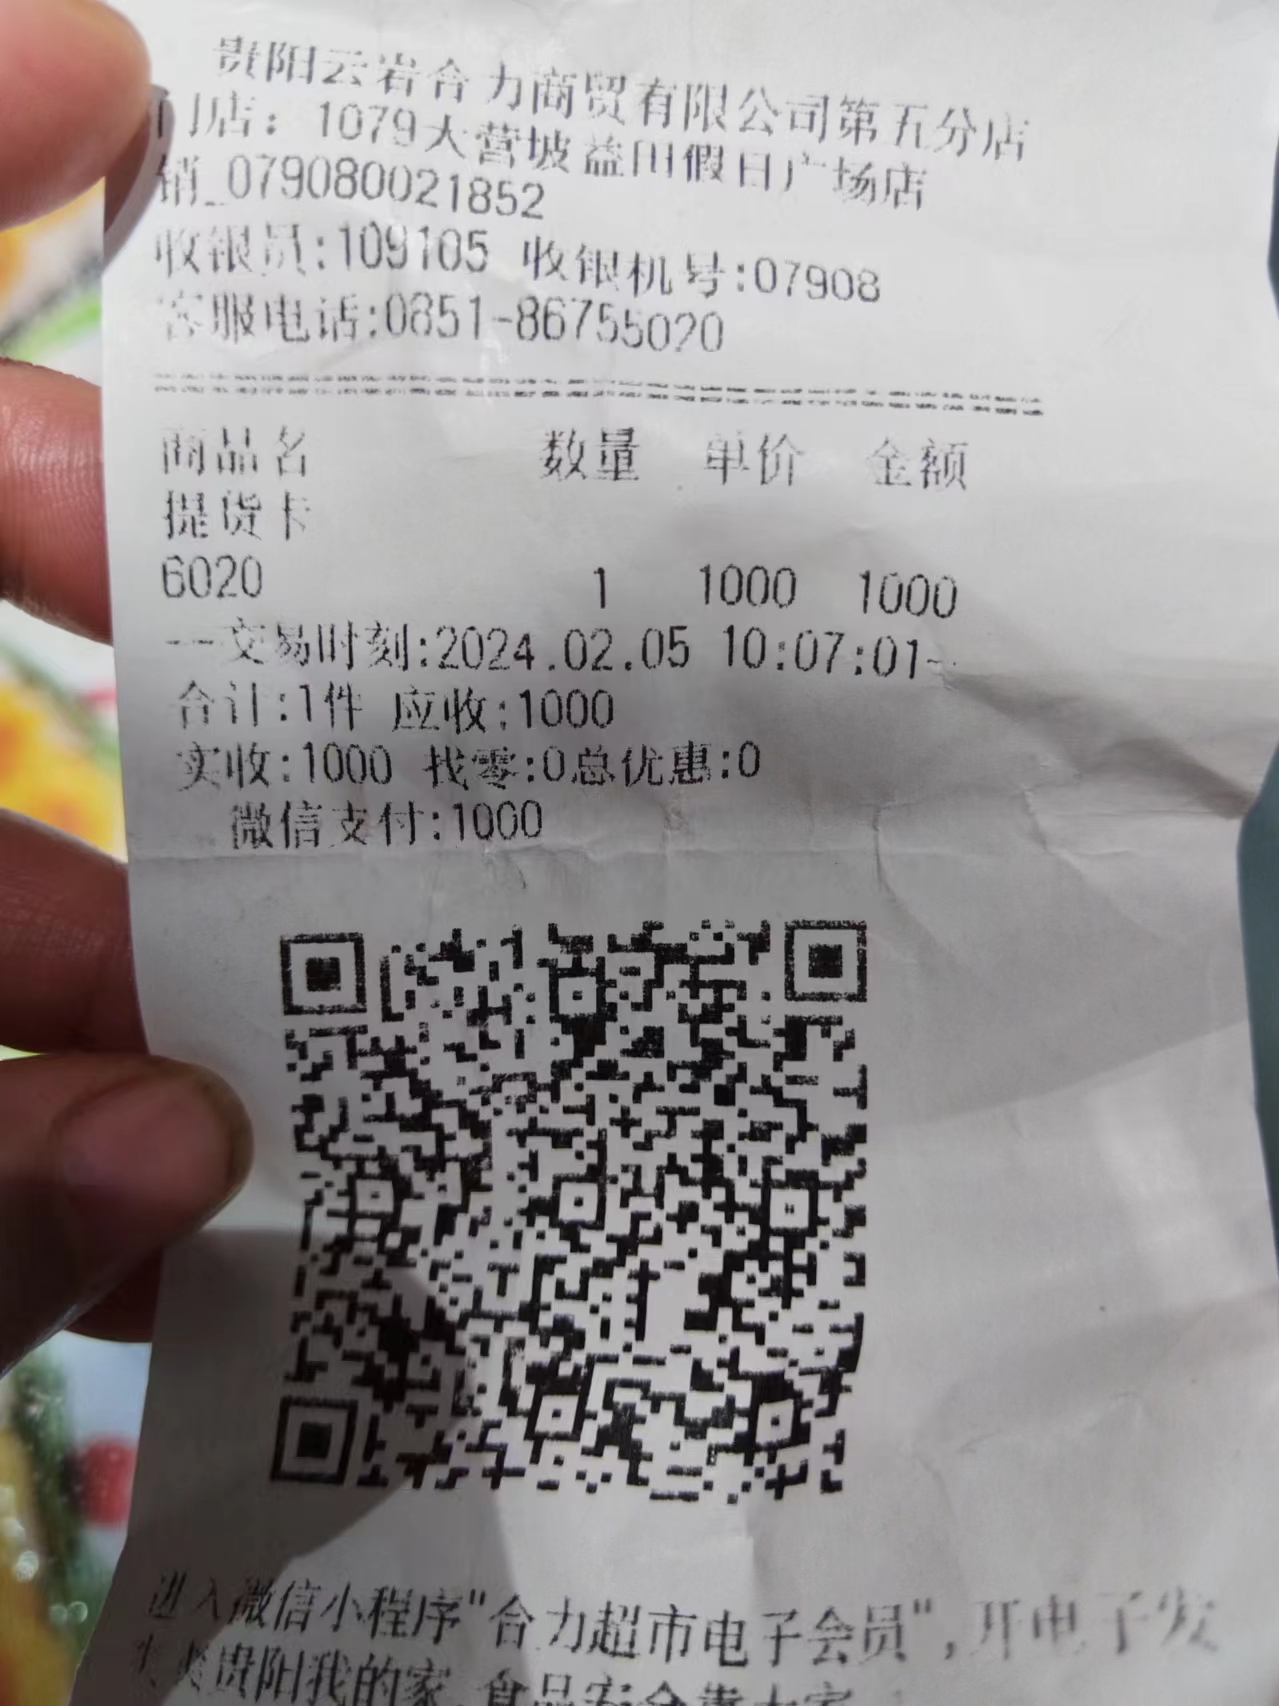 贵阳云岩合力商贸有限公司第五分店
门店：1079大营坡益田假日广场店
销_079080021852
收银员:109105 收银机号:07908
客服电话:0851-86755020
商品名 数量 单价 金额
提货卡
6020 1 1000 1000
--交易时刻:2024.02.05 10:07:01-
合计:1件 应收:1000
实收:1000 找零:0总优惠:0
微信支付:1000
进入微信小程序"合力超市电子会员",开电子发
贵阳我的家,食品安全靠大家